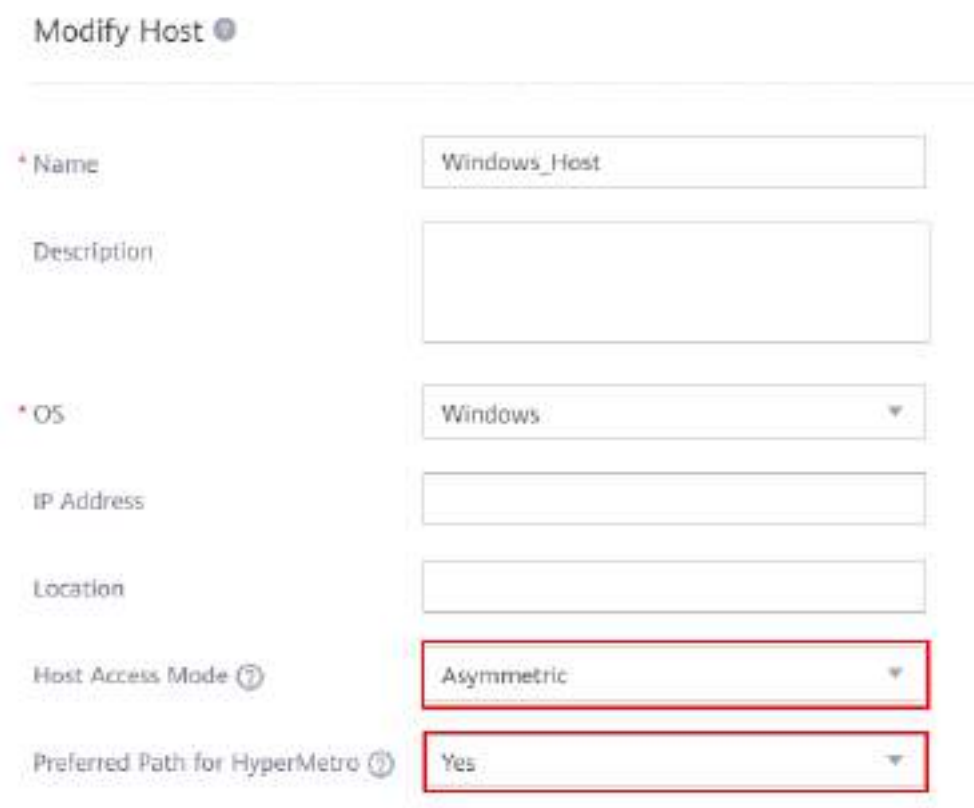 Modify Host
* Name Windows_Host
Description
* OS Windows
IP Address
Location
Host Access Mode ? Asymmetric
Preferred Path for HyperMetro ? Yes